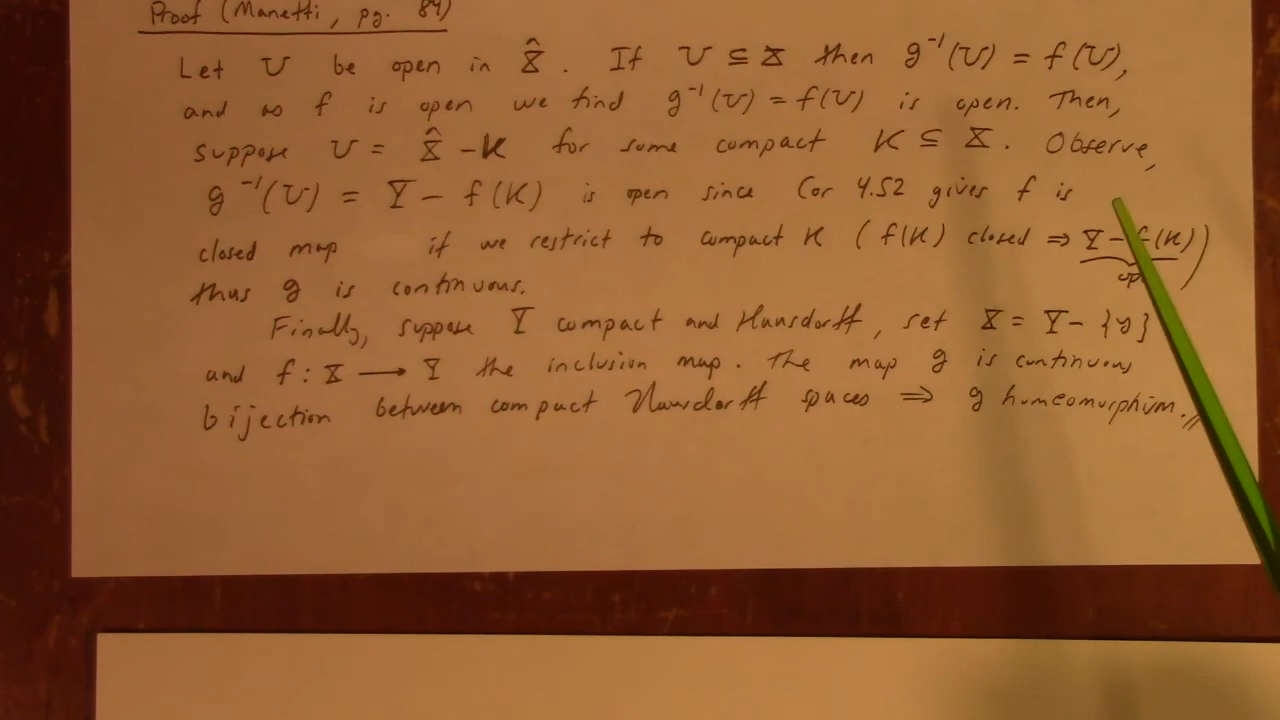 Proof (Manetti, pg. 84)
Let U be open in X̂. If U ⊆ X then g⁻¹(U) = f(U),
and as f is open we find g⁻¹(U) = f(U) is open. Then,
suppose U = X̂ - K for some compact K ⊆ X. Observe,
g⁻¹(U) = Y - f(K) is open since Cor 4.52 gives f is
closed map if we restrict to compact K (f(K) closed ⇒ Y - f(K))
thus g is continuous.
Finally, suppose Y compact and Hausdorff, set X = Y - {y}
and f : X → Y the inclusion map. The map g is continuous
bijection between compact Hausdorff spaces ⇒ g homeomorphism.//